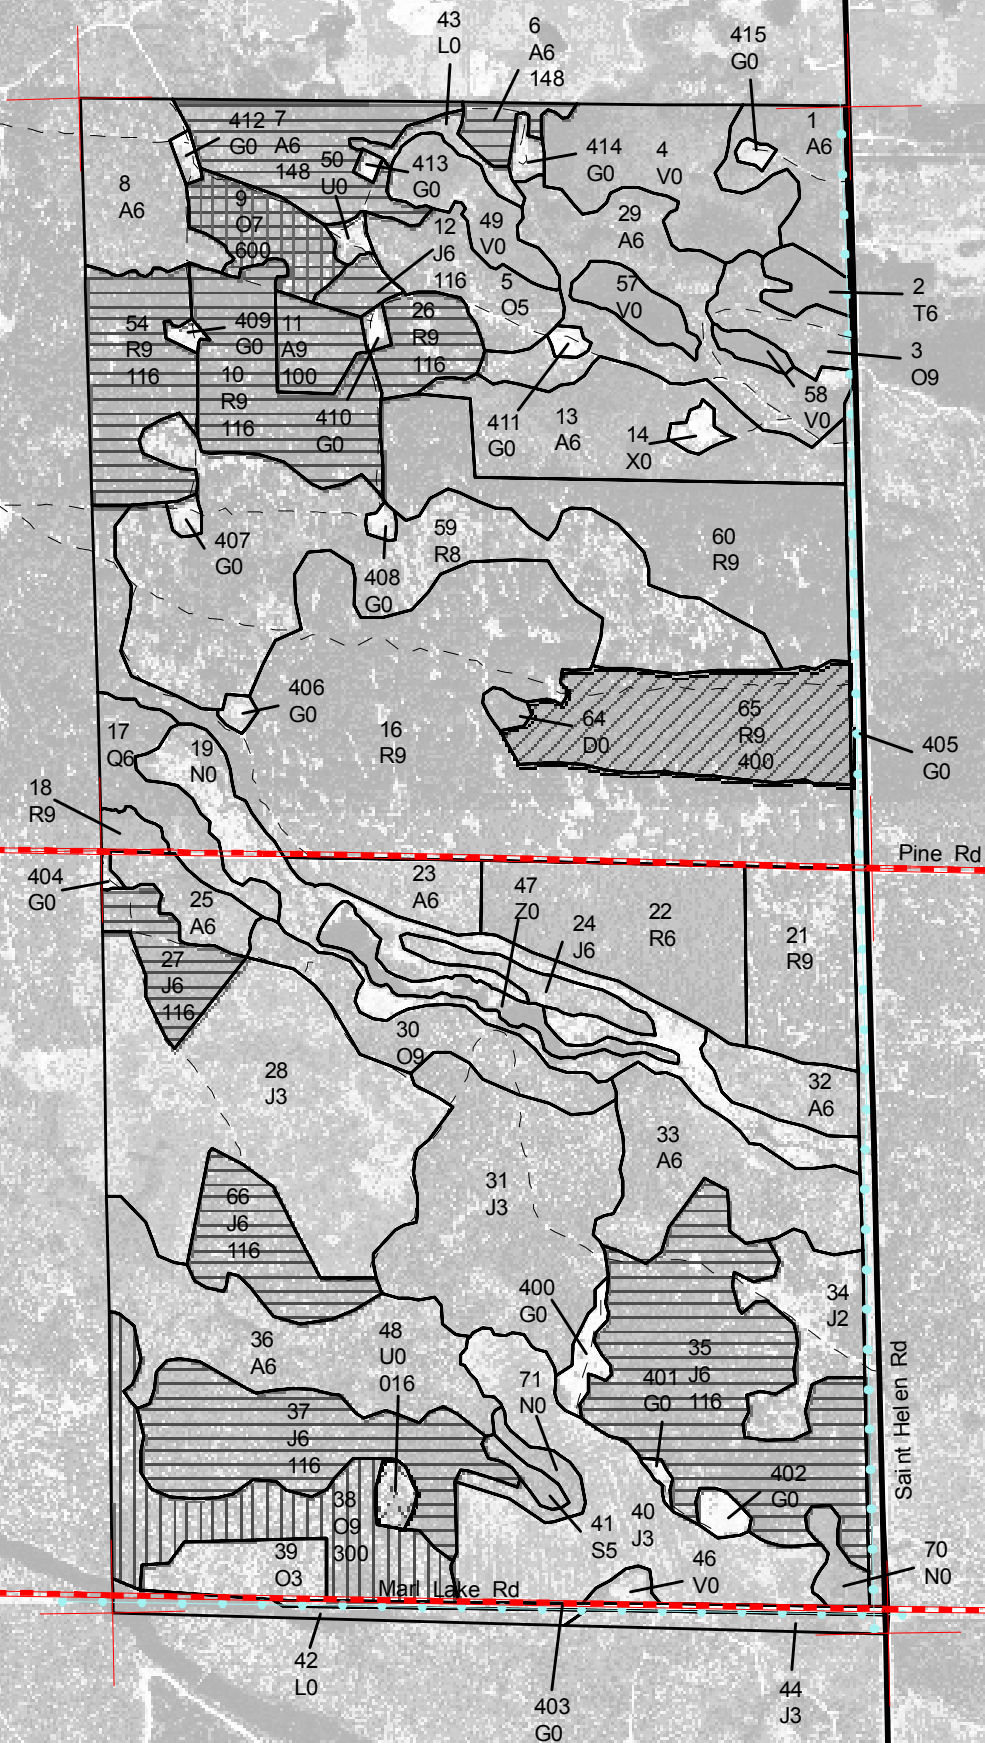 43
L0
6
A6
148
415
G0
1
A6
412
G0
7
A6
148
50
U0
413
G0
414
G0
4
V0
8
A6
9
O7
600
12
J6
116
49
V0
29
A6
5
O5
57
V0
2
T6
3
O9
54
R9
116
409
G0
11
A9
100
26
R9
116
10
R9
116
410
G0
411
G0
13
A6
14
X0
58
V0
407
G0
408
G0
59
R8
60
R9
406
G0
17
Q6
19
N0
16
R9
64
D0
65
R9
400
405
G0
18
R9
Pine Rd
404
G0
25
A6
23
A6
47
Z0
24
J6
22
R6
21
R9
27
J6
116
30
O9
28
J3
32
A6
33
A6
31
J3
66
J6
116
400
G0
34
J2
36
A6
48
U0
016
35
J6
116
401
G0
71
N0
Saint Helen Rd
37
J6
116
402
G0
38
O9
300
39
O3
41
S5
40
J3
46
V0
70
N0
Marl Lake Rd
42
L0
403
G0
44
J3